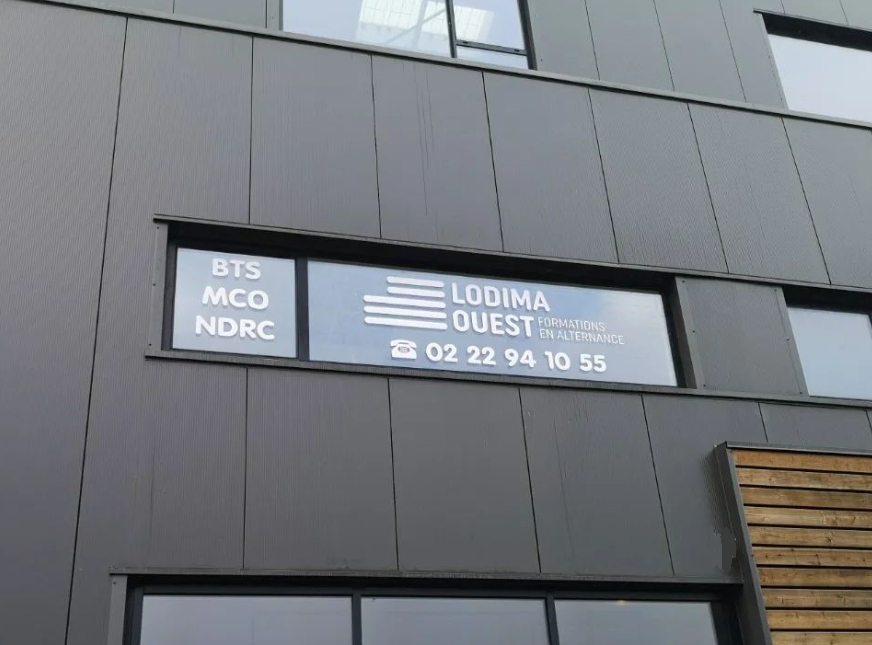 BTS
MCO
NDRC
LODIMA
OUEST
FORMATIONS
EN ALTERNANCE
02 22 94 10 55